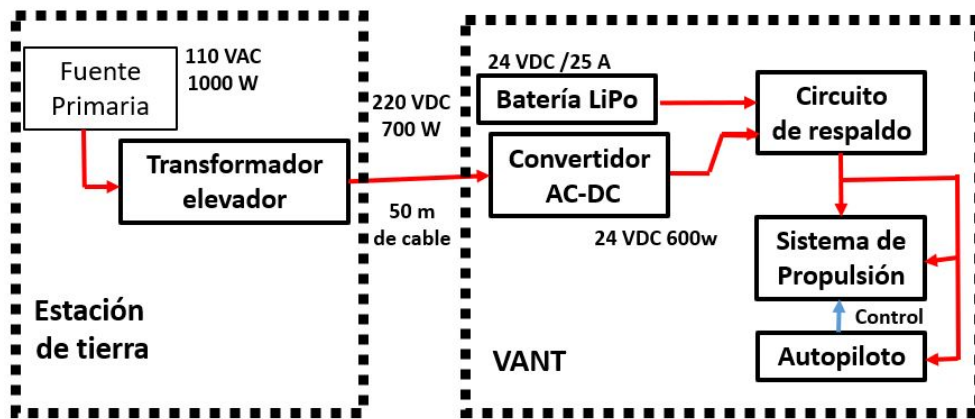 Fuente
Primaria
110 VAC
1000 W
Transformador
elevador
Estación
de tierra
220 VDC
700 W
50 m
de cable
24 VDC /25 A
Batería LiPo
Convertidor
AC-DC
24 VDC 600w
Circuito
de respaldo
Sistema de
Propulsión
Control
Autopiloto
VANT